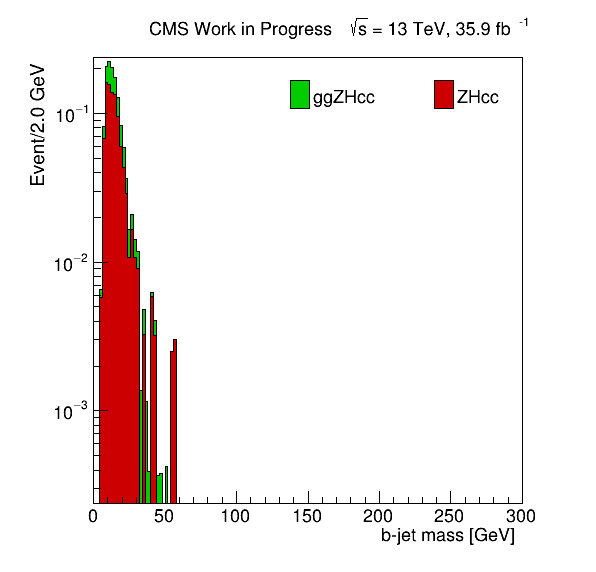 CMS Work in Progress √s = 13 TeV, 35.9 fb⁻¹
Event/2.0 GeV
ggZHcc ZHcc
10⁻¹
10⁻²
10⁻³
0 50 100 150 200 250 300
b-jet mass [GeV]